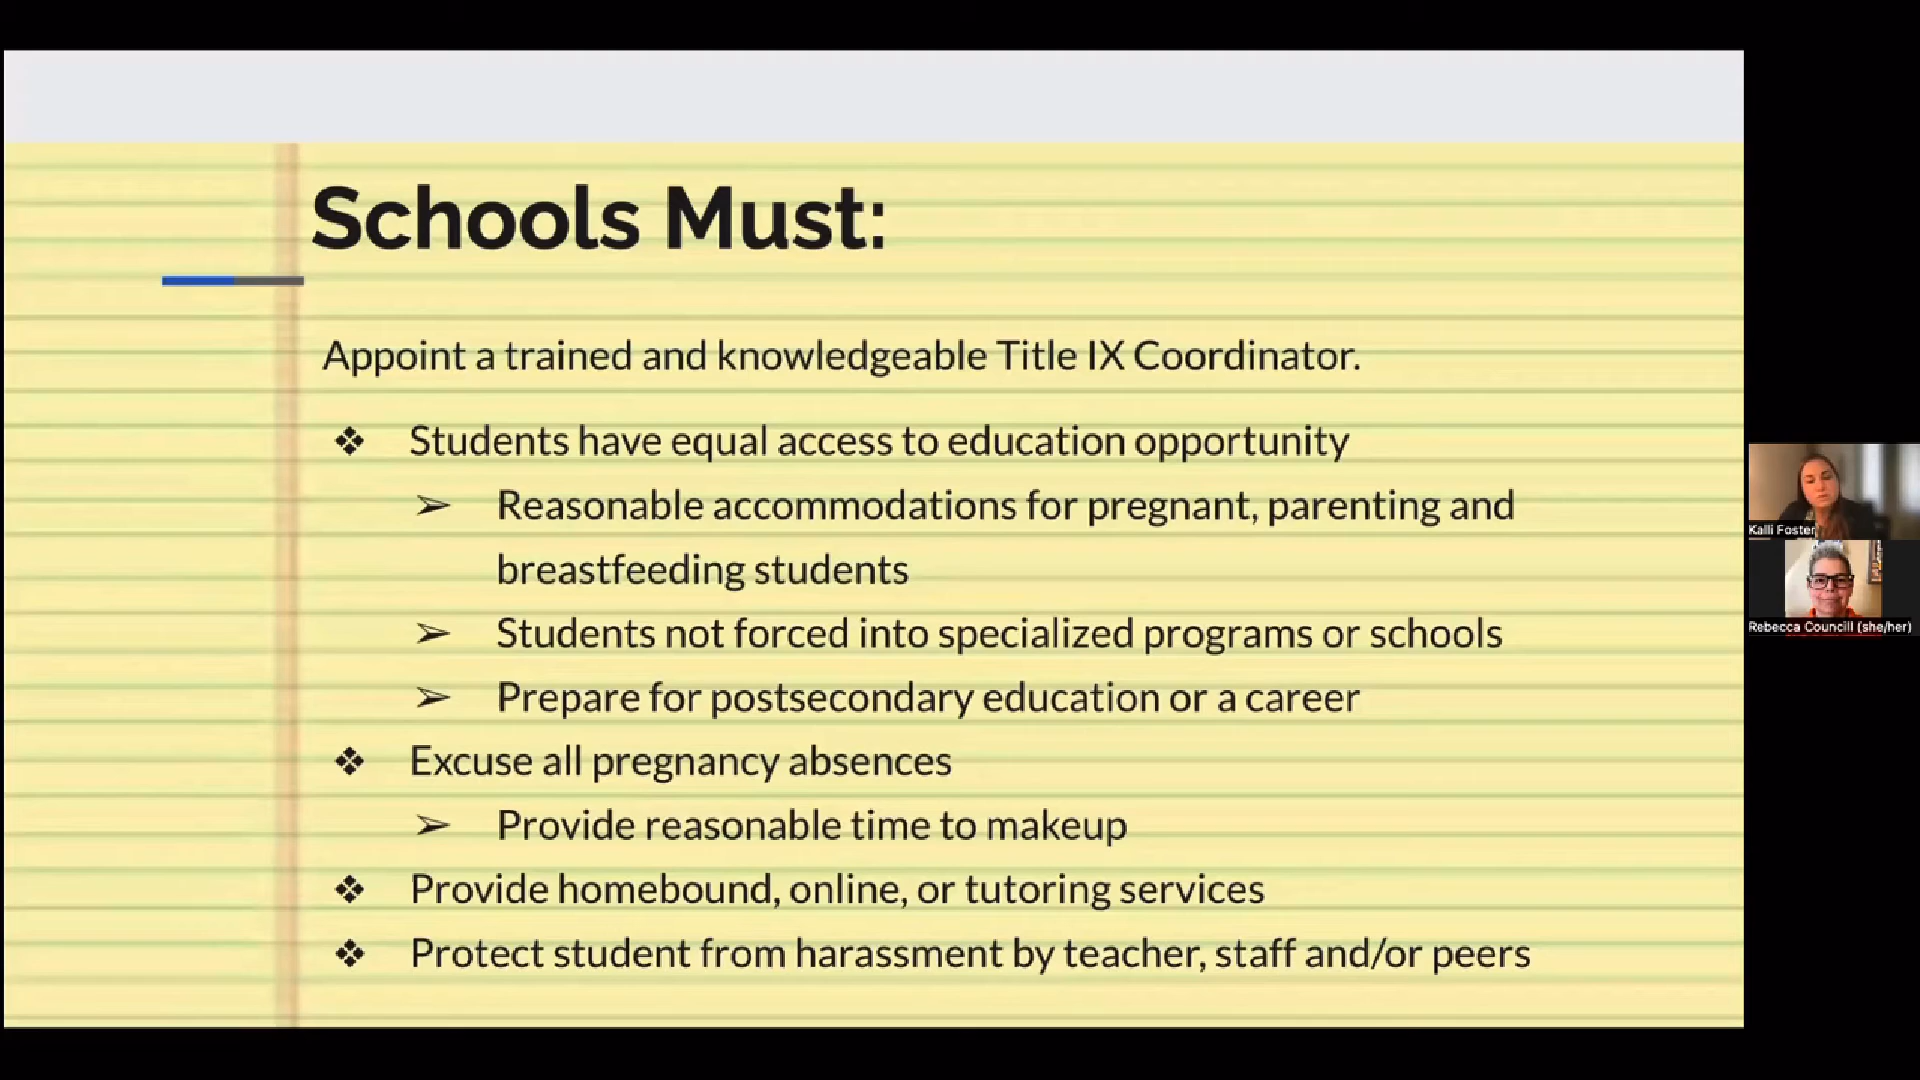 Schools Must:
Appoint a trained and knowledgeable Title IX Coordinator.
❖ Students have equal access to education opportunity
➢ Reasonable accommodations for pregnant, parenting and
breastfeeding students
➢ Students not forced into specialized programs or schools
➢ Prepare for postsecondary education or a career
❖ Excuse all pregnancy absences
➢ Provide reasonable time to makeup
❖ Provide homebound, online, or tutoring services
❖ Protect student from harassment by teacher, staff and/or peers
Kalli Foster
Rebecca Councill (she/her)